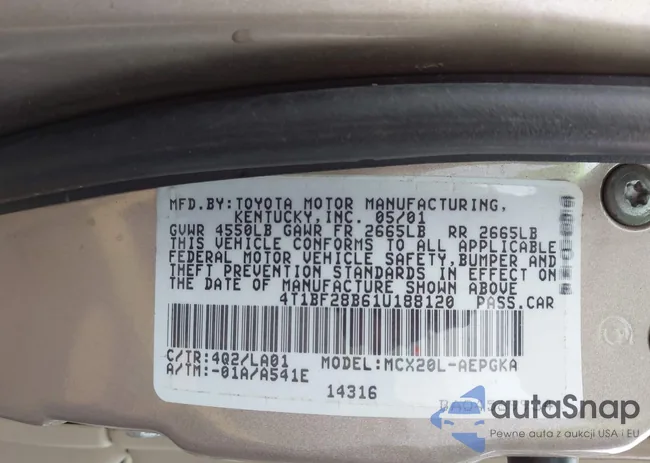 MFD.BY:TOYOTA MOTOR MANUFACTURING,
KENTUCKY,INC. 05/01
GVWR 4550LB GAWR FR 2665LB RR 2665LB
THIS VEHICLE CONFORMS TO ALL APPLICABLE
FEDERAL MOTOR VEHICLE SAFETY,BUMPER AND
THEFT PREVENTION STANDARDS IN EFFECT ON
THE DATE OF MANUFACTURE SHOWN ABOVE
4T1BF28B61U188120 PASS.CAR
C/TR:4Q2/LA01 MODEL:MCX20L-AEPGKA
A/TM:-01A/A541E
14316
autoSnap
Pewne auta z aukcji USA i EU